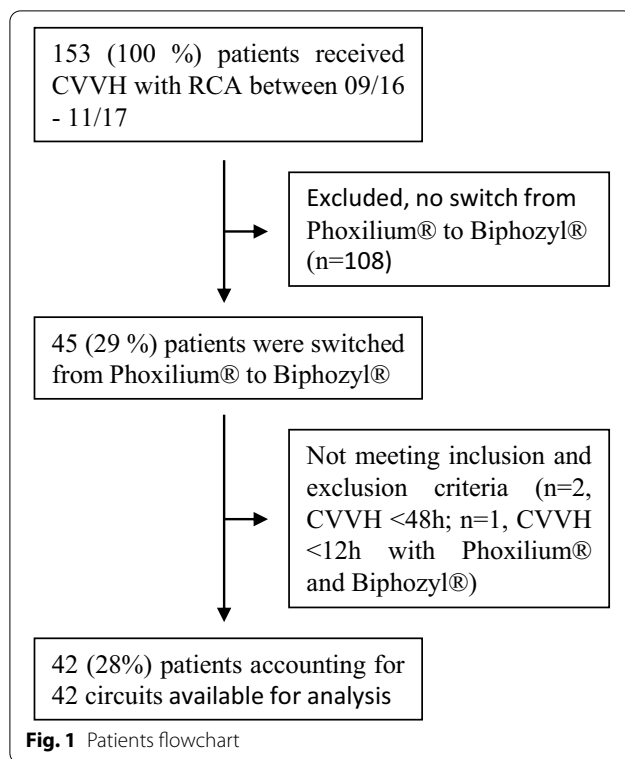 153 (100 %) patients received
CVVH with RCA between 09/16
- 11/17
Excluded, no switch from
Phoxilium® to Biphozyl®
(n=108)
45 (29 %) patients were switched
from Phoxilium® to Biphozyl®
Not meeting inclusion and
exclusion criteria (n=2,
CVVH <48h; n=1, CVVH
<12h with Phoxilium®
and Biphozyl®)
42 (28%) patients accounting for
42 circuits available for analysis
Fig. 1 Patients flowchart